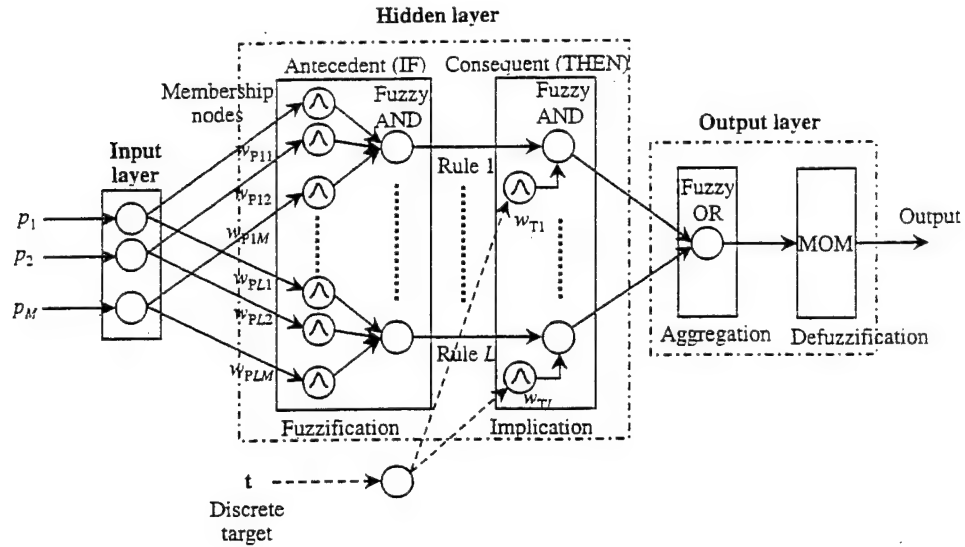 Hidden layer
Antecedent (IF)
Consequent (THEN)
Membership
nodes
Fuzzy
AND
Fuzzy
AND
Output layer
Input
layer
w_P11
w_P12
w_P1M
Rule 1
w_T1
Fuzzy
OR
MOM
Output
p_1
p_2
p_M
w_PL1
w_PL2
w_PLM
Rule L
w_TL
Aggregation
Defuzzification
Fuzzification
Implication
t
Discrete
target